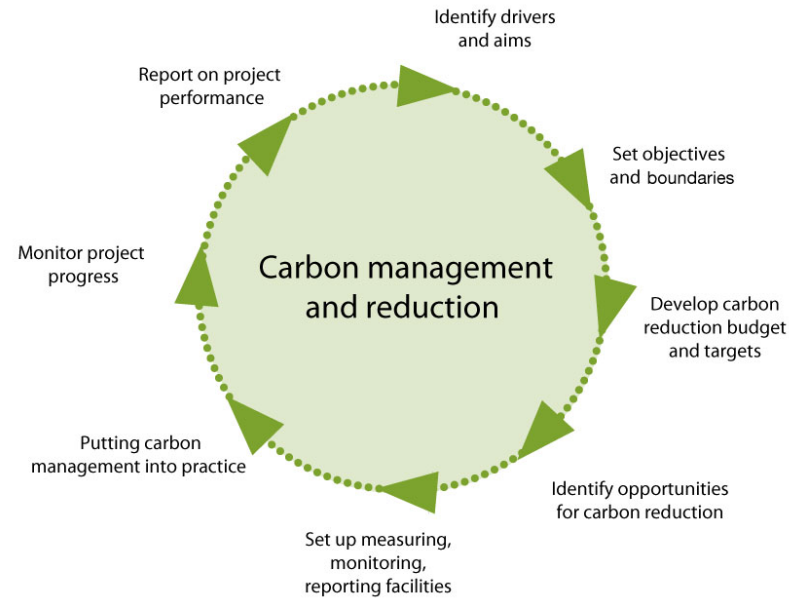 Identify drivers
and aims
Set objectives
and boundaries
Develop carbon
reduction budget
and targets
Identify opportunities
for carbon reduction
Set up measuring,
monitoring,
reporting facilities
Putting carbon
management into practice
Monitor project
progress
Report on project
performance
Carbon management
and reduction